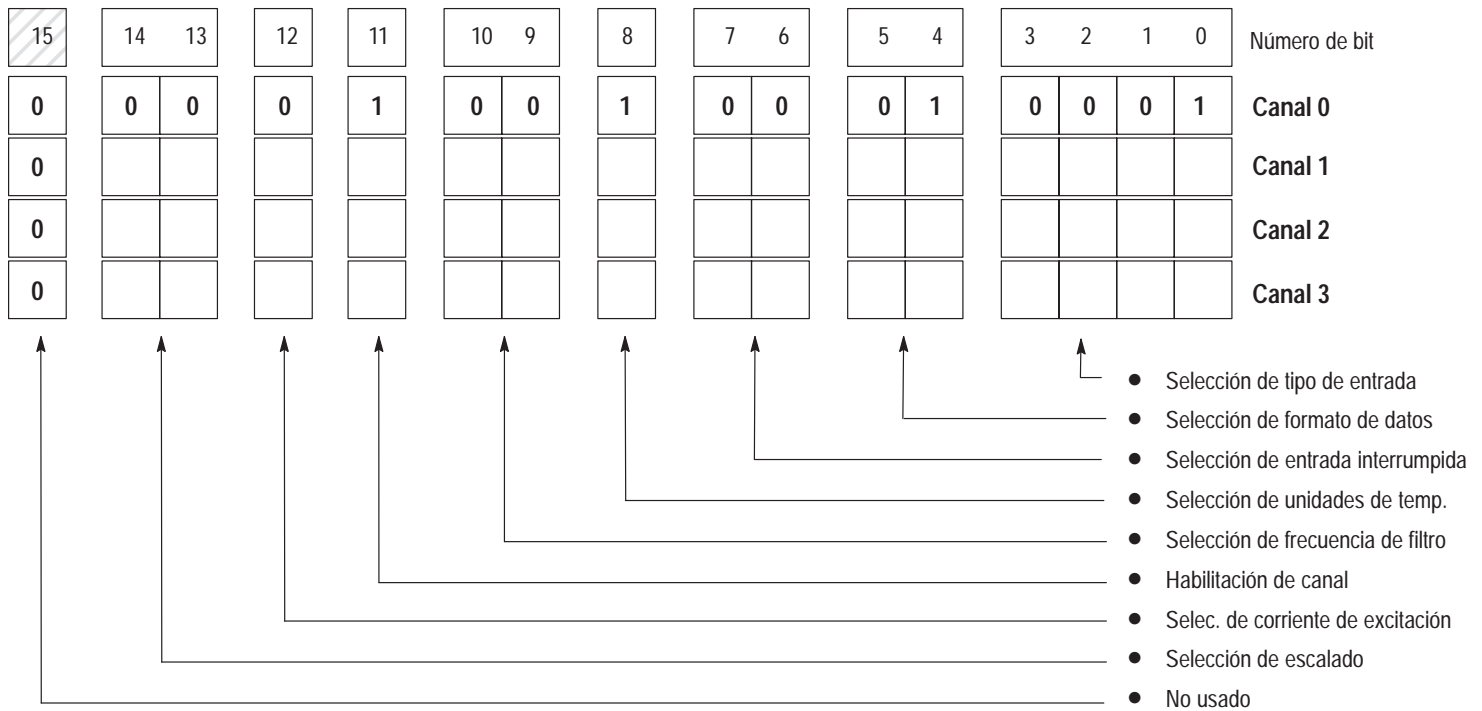 15 14 13 12 11 10 9 8 7 6 5 4 3 2 1 0 Número de bit
0 0 0 0 1 0 0 1 0 0 0 1 0 0 0 1 Canal 0
0 Canal 1
0 Canal 2
0 Canal 3
● Selección de tipo de entrada
● Selección de formato de datos
● Selección de entrada interrumpida
● Selección de unidades de temp.
● Selección de frecuencia de filtro
● Habilitación de canal
● Selec. de corriente de excitación
● Selección de escalado
● No usado